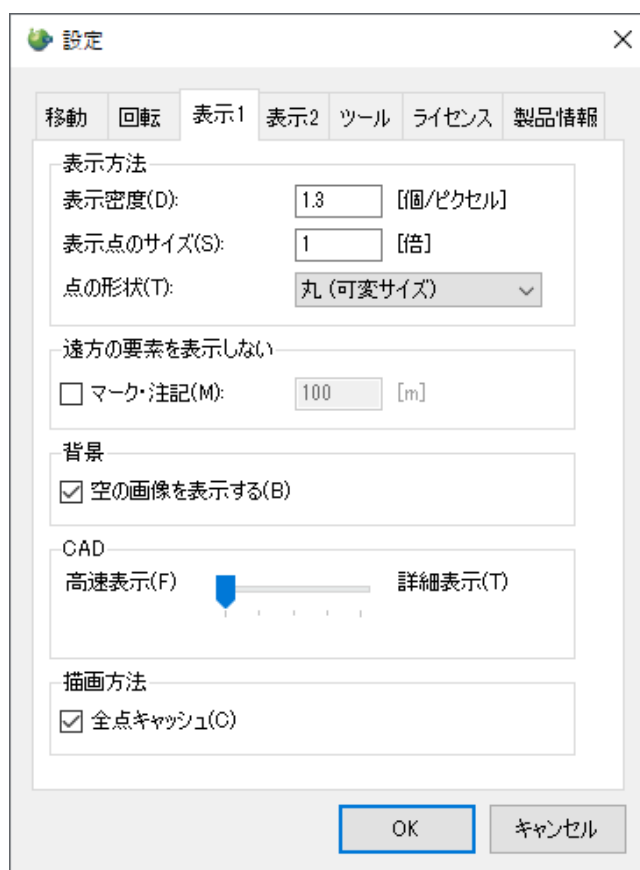 設定
移動 回転 表示1 表示2 ツール ライセンス 製品情報
表示方法
表示密度(D): 1.3 [個/ピクセル]
表示点のサイズ(S): 1 [倍]
点の形状(T): 丸 (可変サイズ)
遠方の要素を表示しない
マーク・注記(M): 100 [m]
背景
空の画像を表示する(B)
CAD
高速表示(F) 詳細表示(T)
描画方法
全点キャッシュ(C)
OK キャンセル